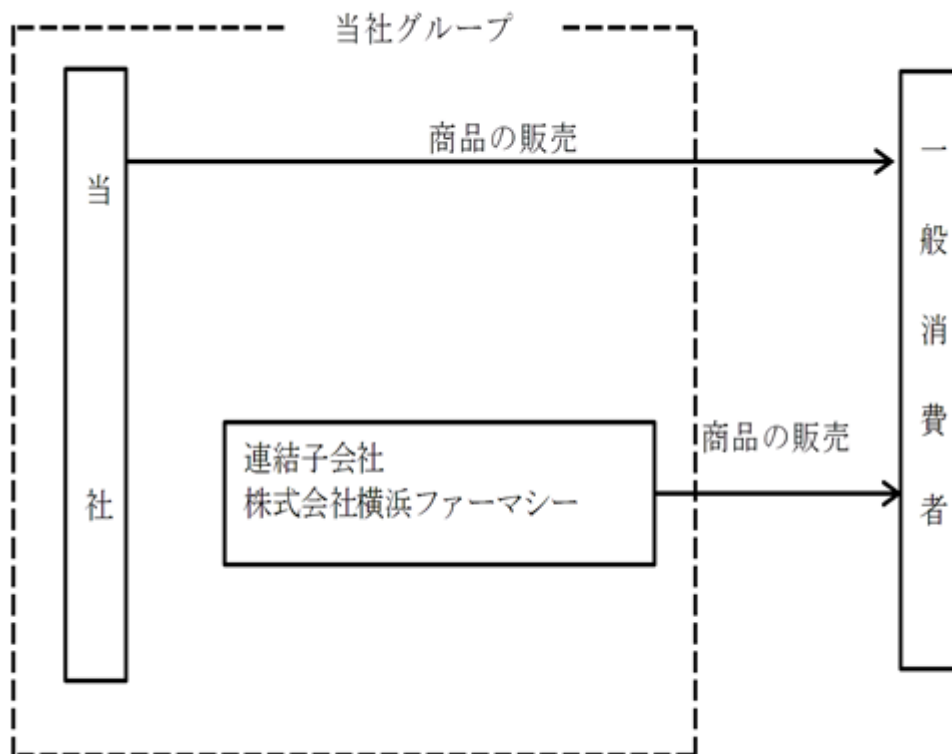 当社グループ
当社
商品の販売
一般消費者
連結子会社
株式会社横浜ファーマシー
商品の販売